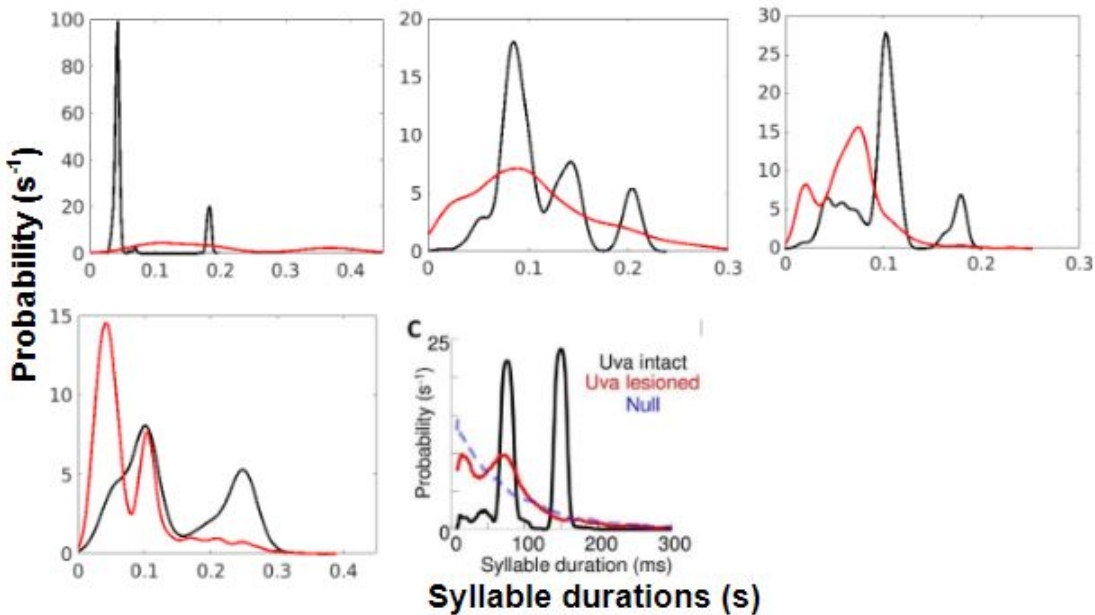 Probability (s⁻¹)
100
80
60
40
20
0
0 0.1 0.2 0.3 0.4
20
15
10
5
0
0 0.1 0.2 0.3
30
25
20
15
10
5
0
0 0.1 0.2 0.3
15
10
5
0
0 0.1 0.2 0.3 0.4
C
Probability (s⁻¹)
25
0
Uva intact
Uva lesioned
Null
0 100 200 300
Syllable duration (ms)
Syllable durations (s)